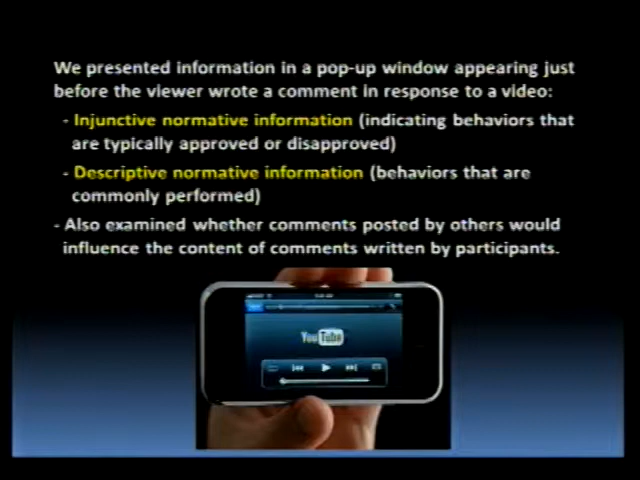 We presented information in a pop-up window appearing just
before the viewer wrote a comment in response to a video:
- Injunctive normative information (indicating behaviors that
are typically approved or disapproved)
- Descriptive normative information (behaviors that are
commonly performed)
- Also examined whether comments posted by others would
influence the content of comments written by participants.
YouTube